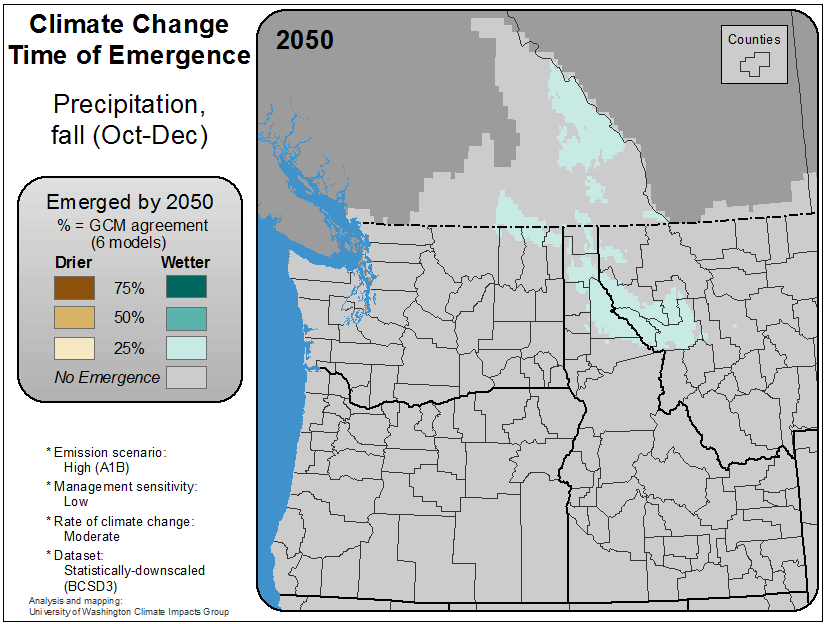 Climate Change
Time of Emergence
Precipitation,
fall (Oct-Dec)
Emerged by 2050
% = GCM agreement
(6 models)
Drier Wetter
75%
50%
25%
No Emergence
* Emission scenario:
High (A1B)
* Management sensitivity:
Low
* Rate of climate change:
Moderate
* Dataset:
Statistically-downscaled
(BCSD3)
Analysis and mapping:
University of Washington Climate Impacts Group
2050
Counties